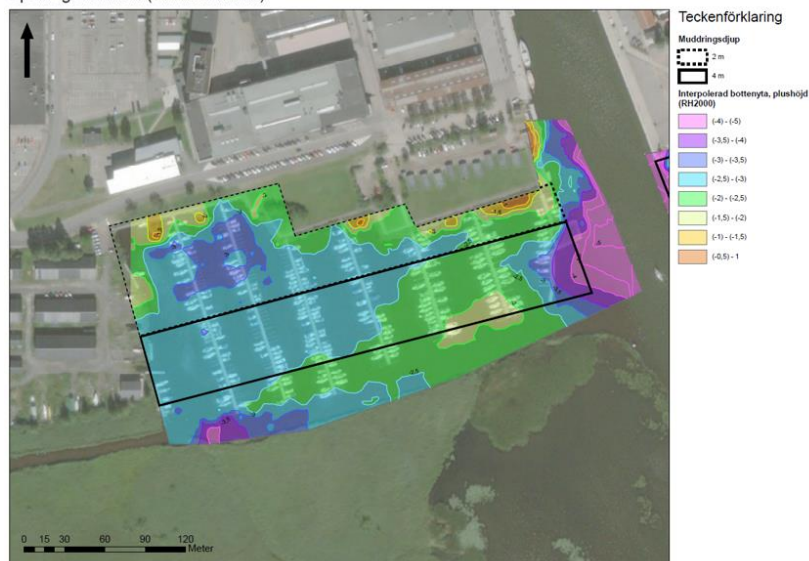 Teckenförklaring
Muddringsdjup
2 m
4 m
Interpolerad bottenyta, plushöjd
(RH2000)
(-4) - (-5)
(-3,5) - (-4)
(-3) - (-3,5)
(-2,5) - (-3)
(-2) - (-2,5)
(-1,5) - (-2)
(-1) - (-1,5)
(-0,5) - 1
0 15 30 60 90 120
Meter